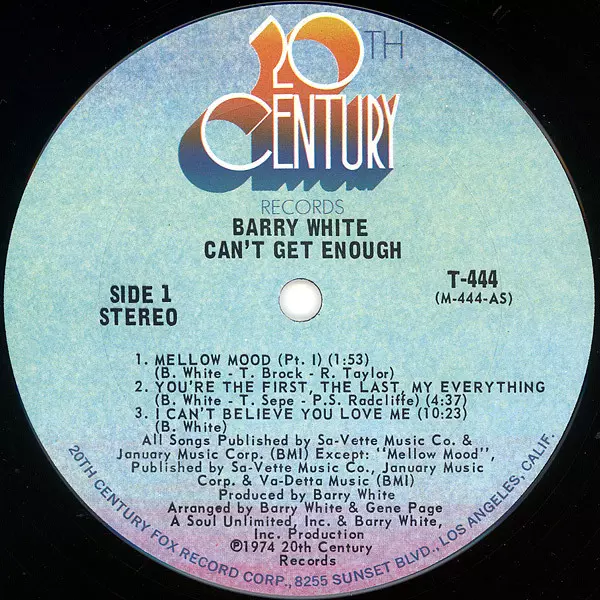 20TH
CENTURY
RECORDS
BARRY WHITE
CAN'T GET ENOUGH
SIDE 1
STEREO
T-444
(M-444-AS)
1. MELLOW MOOD (Pt. I) (1:53)
(B. White - T. Brock - R. Taylor)
2. YOU'RE THE FIRST, THE LAST, MY EVERYTHING
(B. White - T. Sepe - P.S. Radcliffe) (4:37)
3. I CAN'T BELIEVE YOU LOVE ME (10:23)
(B. White)
All Songs Published by Sa-Vette Music Co. &
January Music Corp. (BMI) Except: "Mellow Mood",
Published by Sa-Vette Music Co., January Music
Corp. & Va-Detta Music (BMI)
Produced by Barry White
Arranged by Barry White & Gene Page
A Soul Unlimited, Inc. & Barry White,
Inc. Production
Ⓟ1974 20th Century
Records
20TH CENTURY FOX RECORD CORP., 8255 SUNSET BLVD., LOS ANGELES, CALIF.